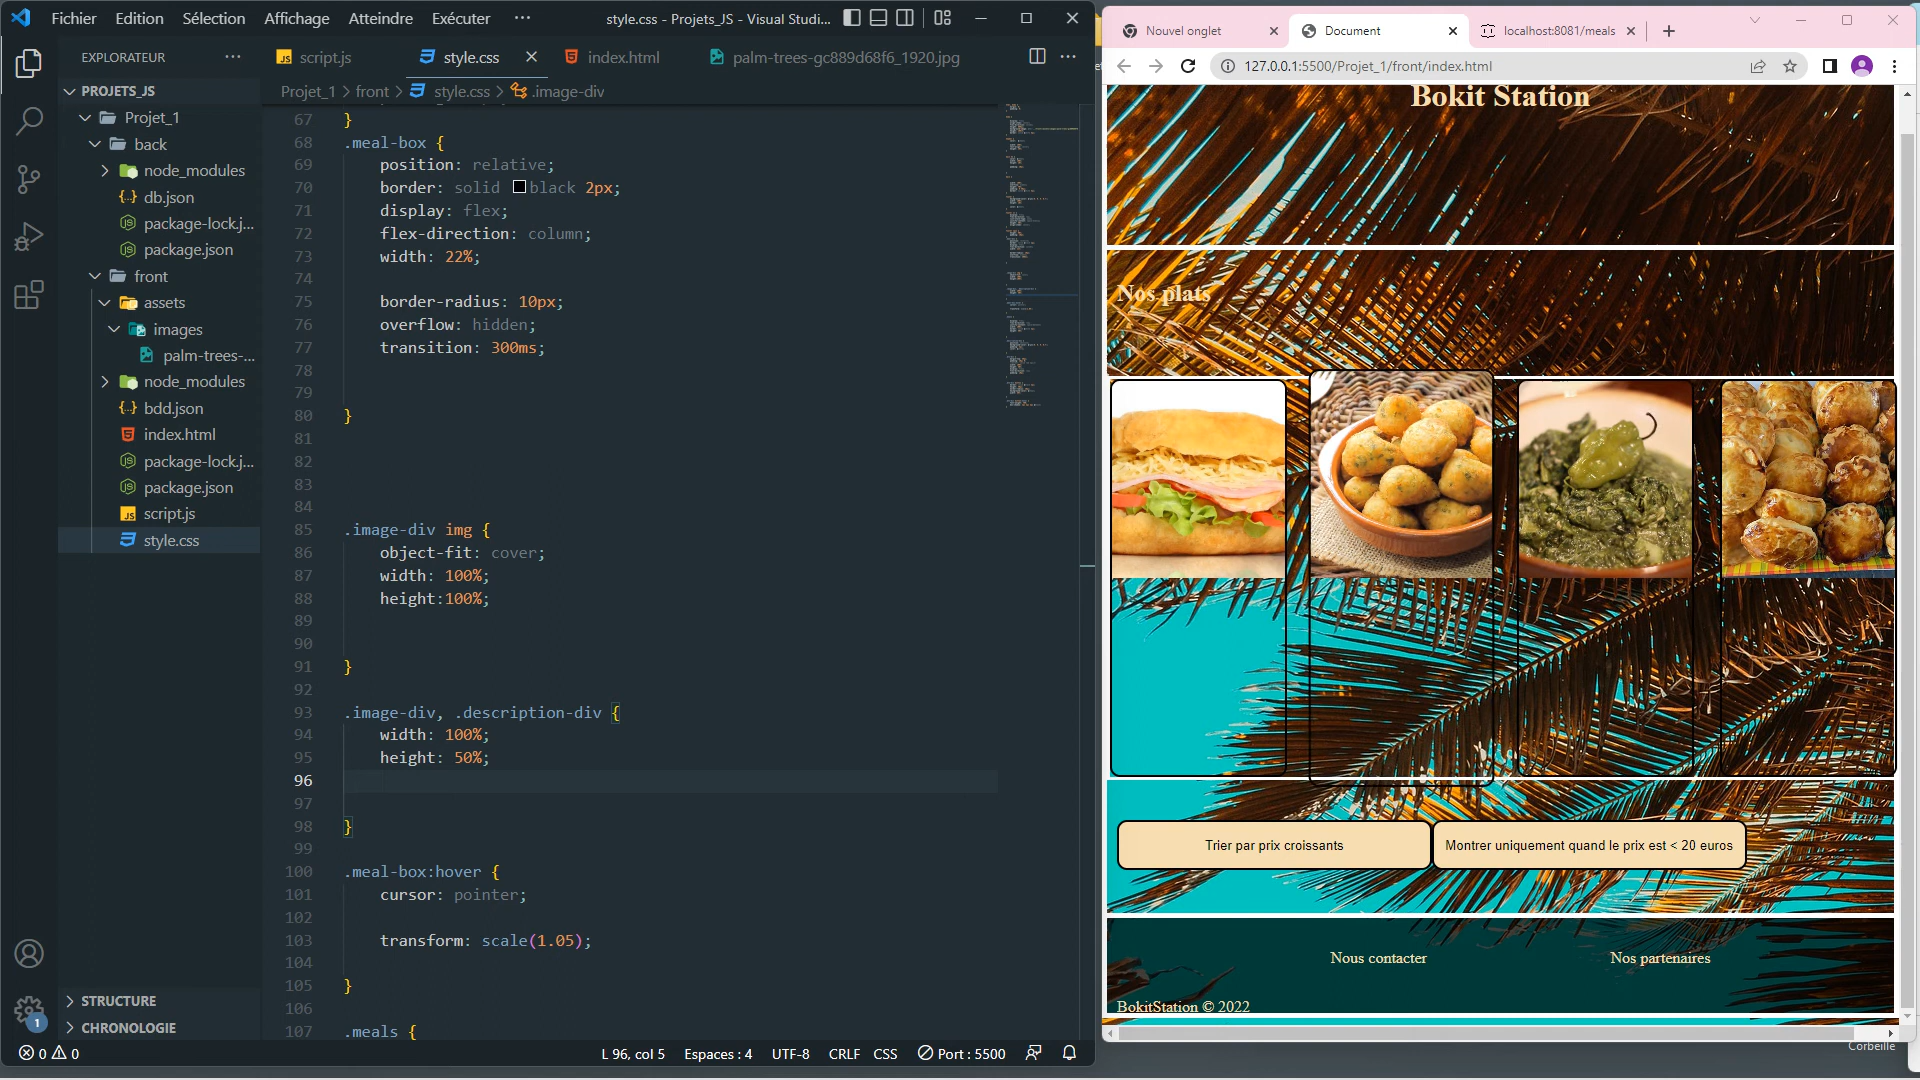 Fichier Edition Sélection Affichage Atteindre Exécuter ··· style.css - Projets_JS - Visual Studi...
EXPLORATEUR ···
PROJETS_JS
Projet_1
back
node_modules
db.json
package-lock.j...
package.json
front
assets
images
palm-trees-...
node_modules
bdd.json
index.html
package-lock.j...
package.json
script.js
style.css
STRUCTURE
CHRONOLOGIE
1
script.js style.css index.html palm-trees-gc889d68f6_1920.jpg
Projet_1 > front > style.css > .image-div
67 }
68 .meal-box {
69 position: relative;
70 border: solid black 2px;
71 display: flex;
72 flex-direction: column;
73 width: 22%;
74
75 border-radius: 10px;
76 overflow: hidden;
77 transition: 300ms;
78
79
80 }
81
82
83
84
85 .image-div img {
86 object-fit: cover;
87 width: 100%;
88 height:100%;
89
90
91 }
92
93 .image-div, .description-div {
94 width: 100%;
95 height: 50%;
96
97
98 }
99
100 .meal-box:hover {
101 cursor: pointer;
102
103 transform: scale(1.05);
104
105 }
106
107 .meals {
0 0 L 96, col 5 Espaces : 4 UTF-8 CRLF CSS Port : 5500
Nouvel onglet Document localhost:8081/meals
127.0.0.1:5500/Projet_1/front/index.html
Bokit Station
Nos plats
Trier par prix croissants Montrer uniquement quand le prix est < 20 euros
Nous contacter Nos partenaires
BokitStation © 2022
Corbeille